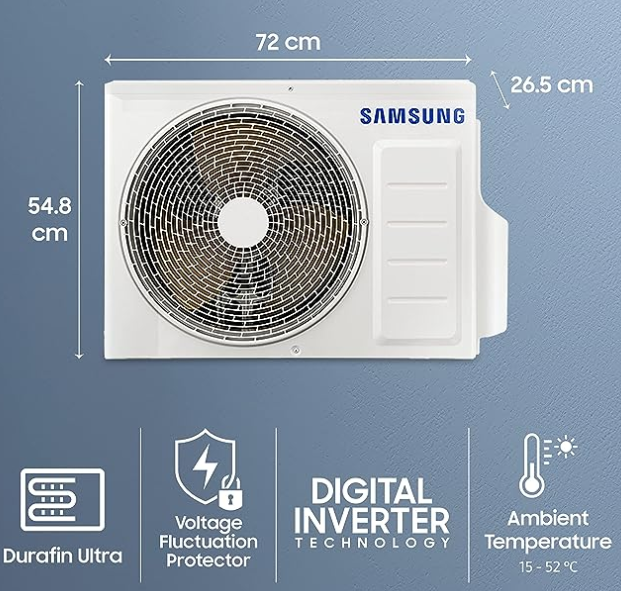 72 cm
26.5 cm
SAMSUNG
54.8
cm
Durafin Ultra
Voltage
Fluctuation
Protector
DIGITAL
INVERTER
TECHNOLOGY
Ambient
Temperature
15 - 52 °C